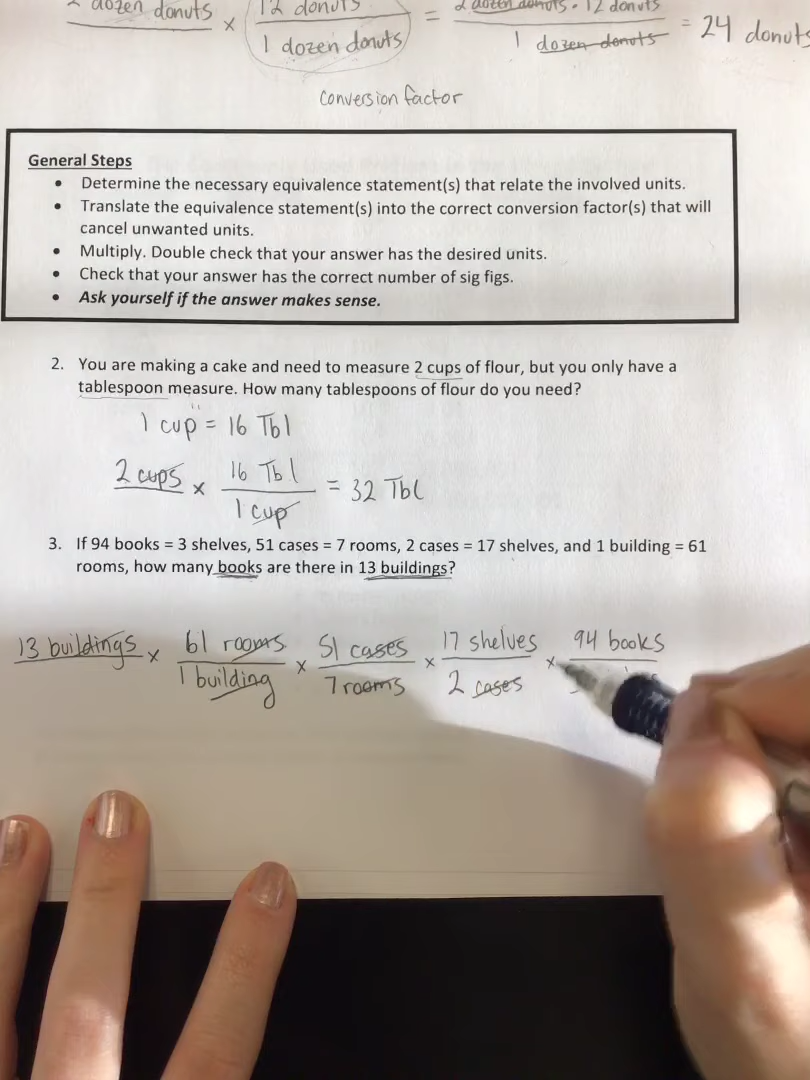 dozen donuts × 12 donuts = 2 dozen donuts • 12 donuts = 24 donuts
1 dozen donuts 1 dozen donuts
conversion factor
General Steps
• Determine the necessary equivalence statement(s) that relate the involved units.
• Translate the equivalence statement(s) into the correct conversion factor(s) that will
cancel unwanted units.
• Multiply. Double check that your answer has the desired units.
• Check that your answer has the correct number of sig figs.
• Ask yourself if the answer makes sense.
2. You are making a cake and need to measure 2 cups of flour, but you only have a
tablespoon measure. How many tablespoons of flour do you need?
1 cup = 16 Tbl
2 cups × 16 Tbl = 32 Tbl
1 cup
3. If 94 books = 3 shelves, 51 cases = 7 rooms, 2 cases = 17 shelves, and 1 building = 61
rooms, how many books are there in 13 buildings?
13 buildings × 61 rooms × 51 cases × 17 shelves × 94 books
1 building 7 rooms 2 cases